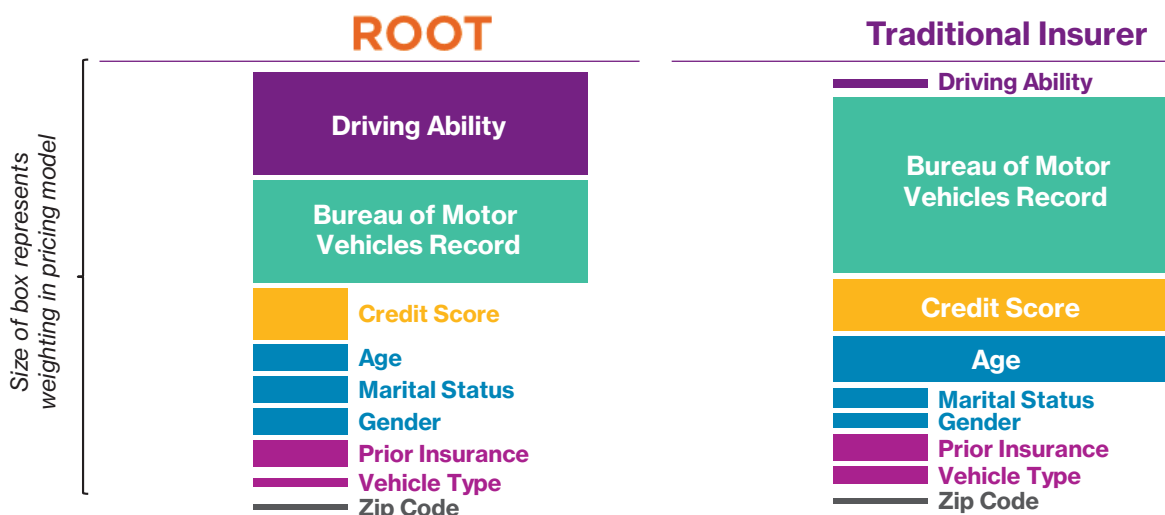 ROOT
Traditional Insurer
Size of box represents
weighting in pricing model
Driving Ability
Bureau of Motor
Vehicles Record
Credit Score
Age
Marital Status
Gender
Prior Insurance
Vehicle Type
Zip Code
Driving Ability
Bureau of Motor
Vehicles Record
Credit Score
Age
Marital Status
Gender
Prior Insurance
Vehicle Type
Zip Code